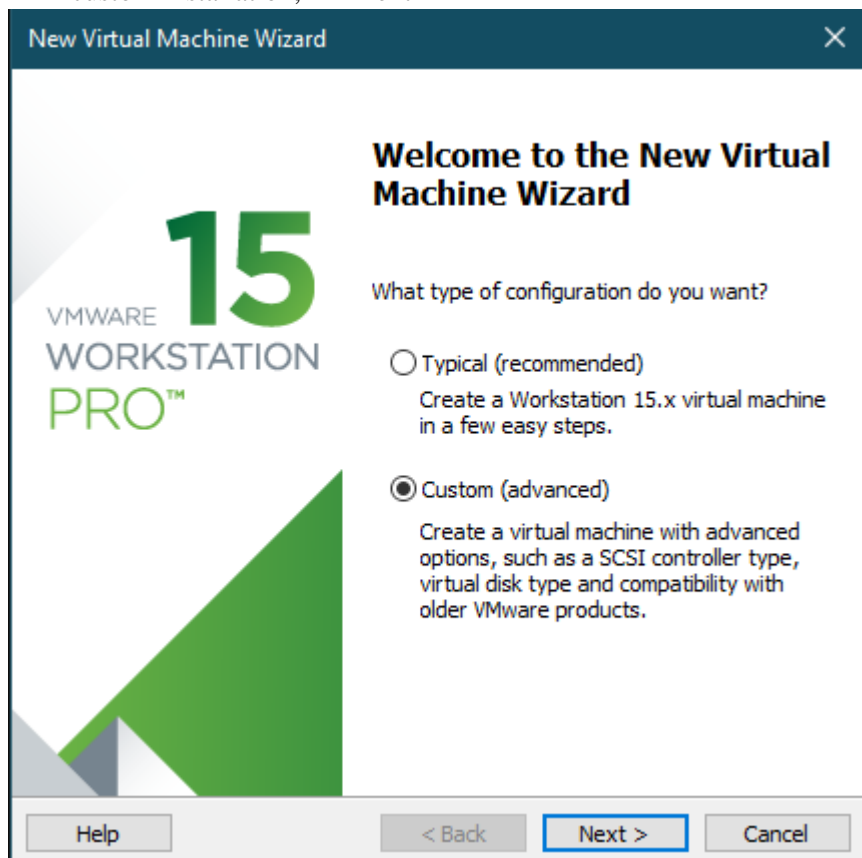 New Virtual Machine Wizard
Welcome to the New Virtual
Machine Wizard
15
VMWARE
WORKSTATION
PRO™
What type of configuration do you want?
Typical (recommended)
Create a Workstation 15.x virtual machine
in a few easy steps.
Custom (advanced)
Create a virtual machine with advanced
options, such as a SCSI controller type,
virtual disk type and compatibility with
older VMware products.
Help
< Back
Next >
Cancel